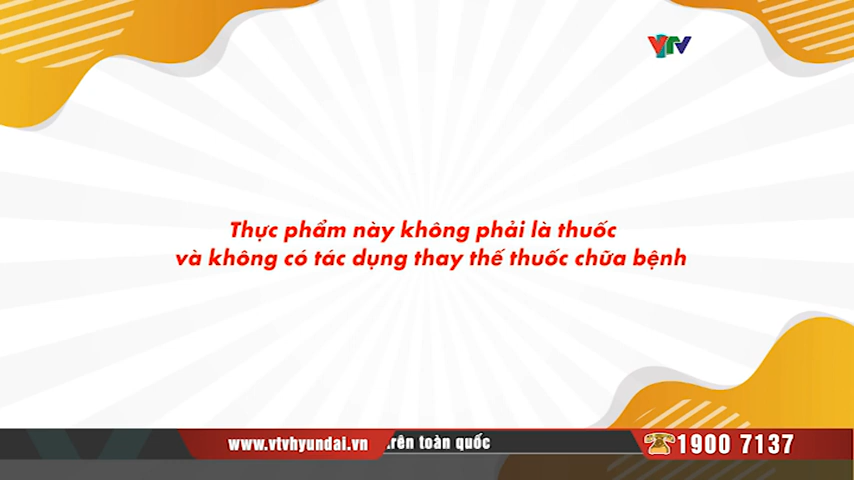 VTV
Thực phẩm này không phải là thuốc
và không có tác dụng thay thế thuốc chữa bệnh
www.vtvhyundai.vn
trên toàn quốc
1900 7137